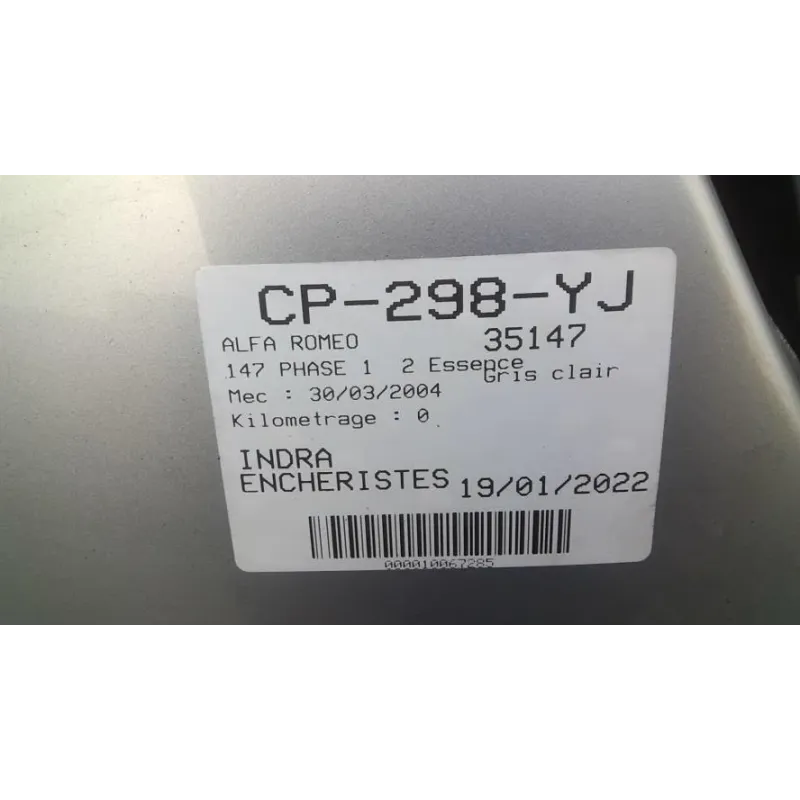 CP-298-YJ
ALFA ROMEO 35147
147 PHASE 1 2 Essence
Gris clair
Mec : 30/03/2004
Kilometrage : 0
INDRA
ENCHERISTES 19/01/2022
000010067285